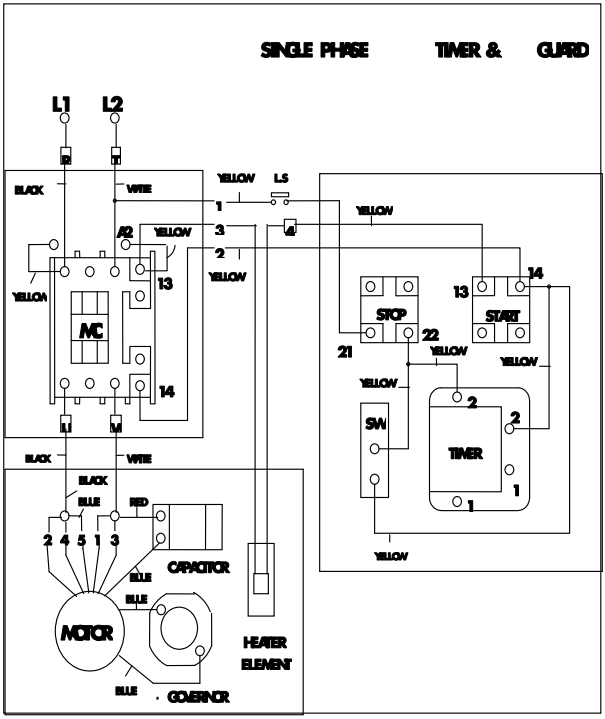 SINGLE PHASE TIMER & GUARD
L1 L2
R T
BLACK WHITE
YELLOW L.S
1
A2 YELLOW
3 4 YELLOW
2
YELLOW
YELLOW
13
MC
14
13 14
STOP START
21 22
YELLOW YELLOW
YELLOW
SW
2 2
TIMER
1
1
YELLOW
U V
BLACK WHITE
BLACK
BLUE RED
2 4 5 1 3
CAPACITOR
BLUE
BLUE
MOTOR
HEATER
ELEMENT
BLUE
GOVERNOR